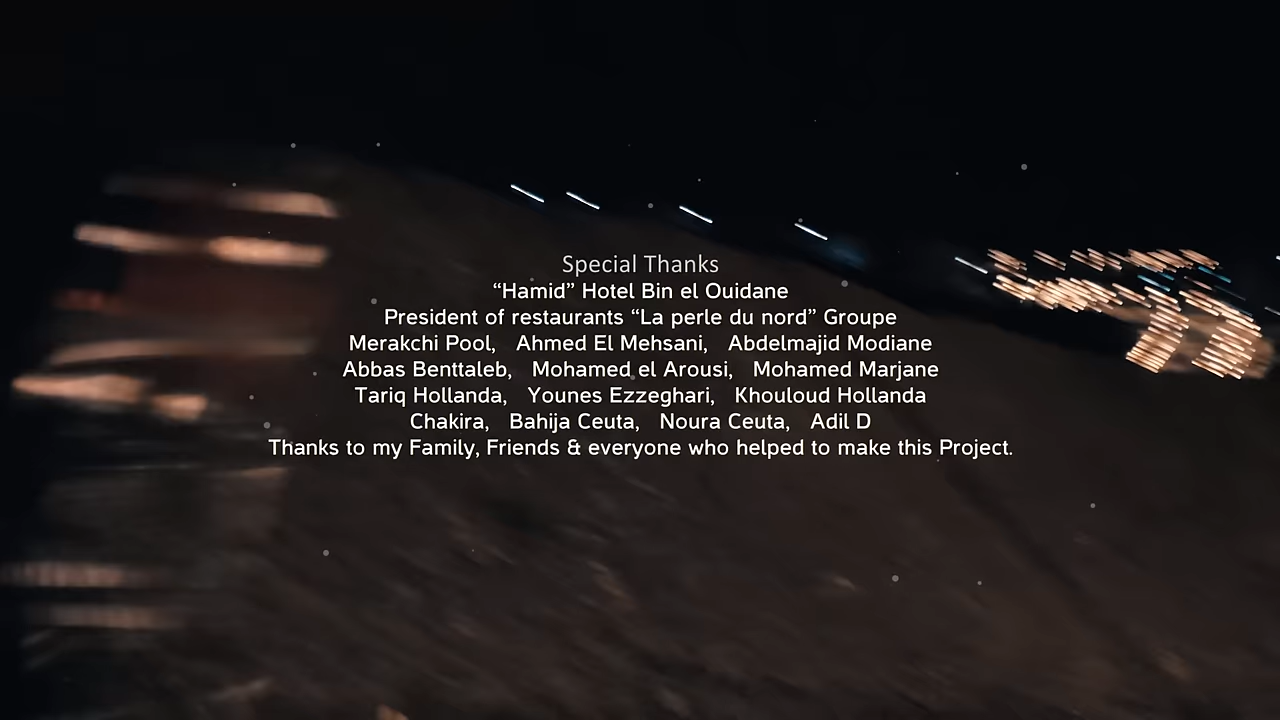 Special Thanks
“Hamid” Hotel Bin el Ouidane
President of restaurants “La perle du nord” Groupe
Merakchi Pool, Ahmed El Mehsani, Abdelmajid Modiane
Abbas Benttaleb, Mohamed el Arousi, Mohamed Marjane
Tariq Hollanda, Younes Ezzeghari, Khouloud Hollanda
Chakira, Bahija Ceuta, Noura Ceuta, Adil D
Thanks to my Family, Friends & everyone who helped to make this Project.